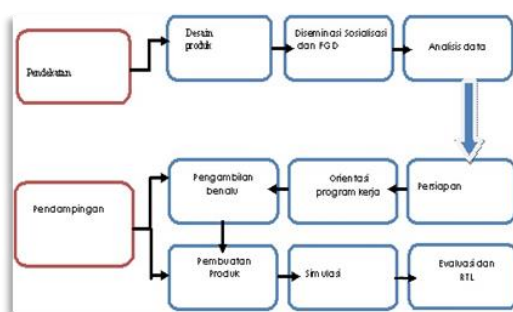 Pendekatan
Desain
produk
Diseminasi Sosialisasi
dan FGD
Analisis data
Pendampingan
Pengambilan
benalu
Orientasi
program kerja
Persiapan
Pembuatan
Produk
Simulasi
Evaluasi dan
RTL